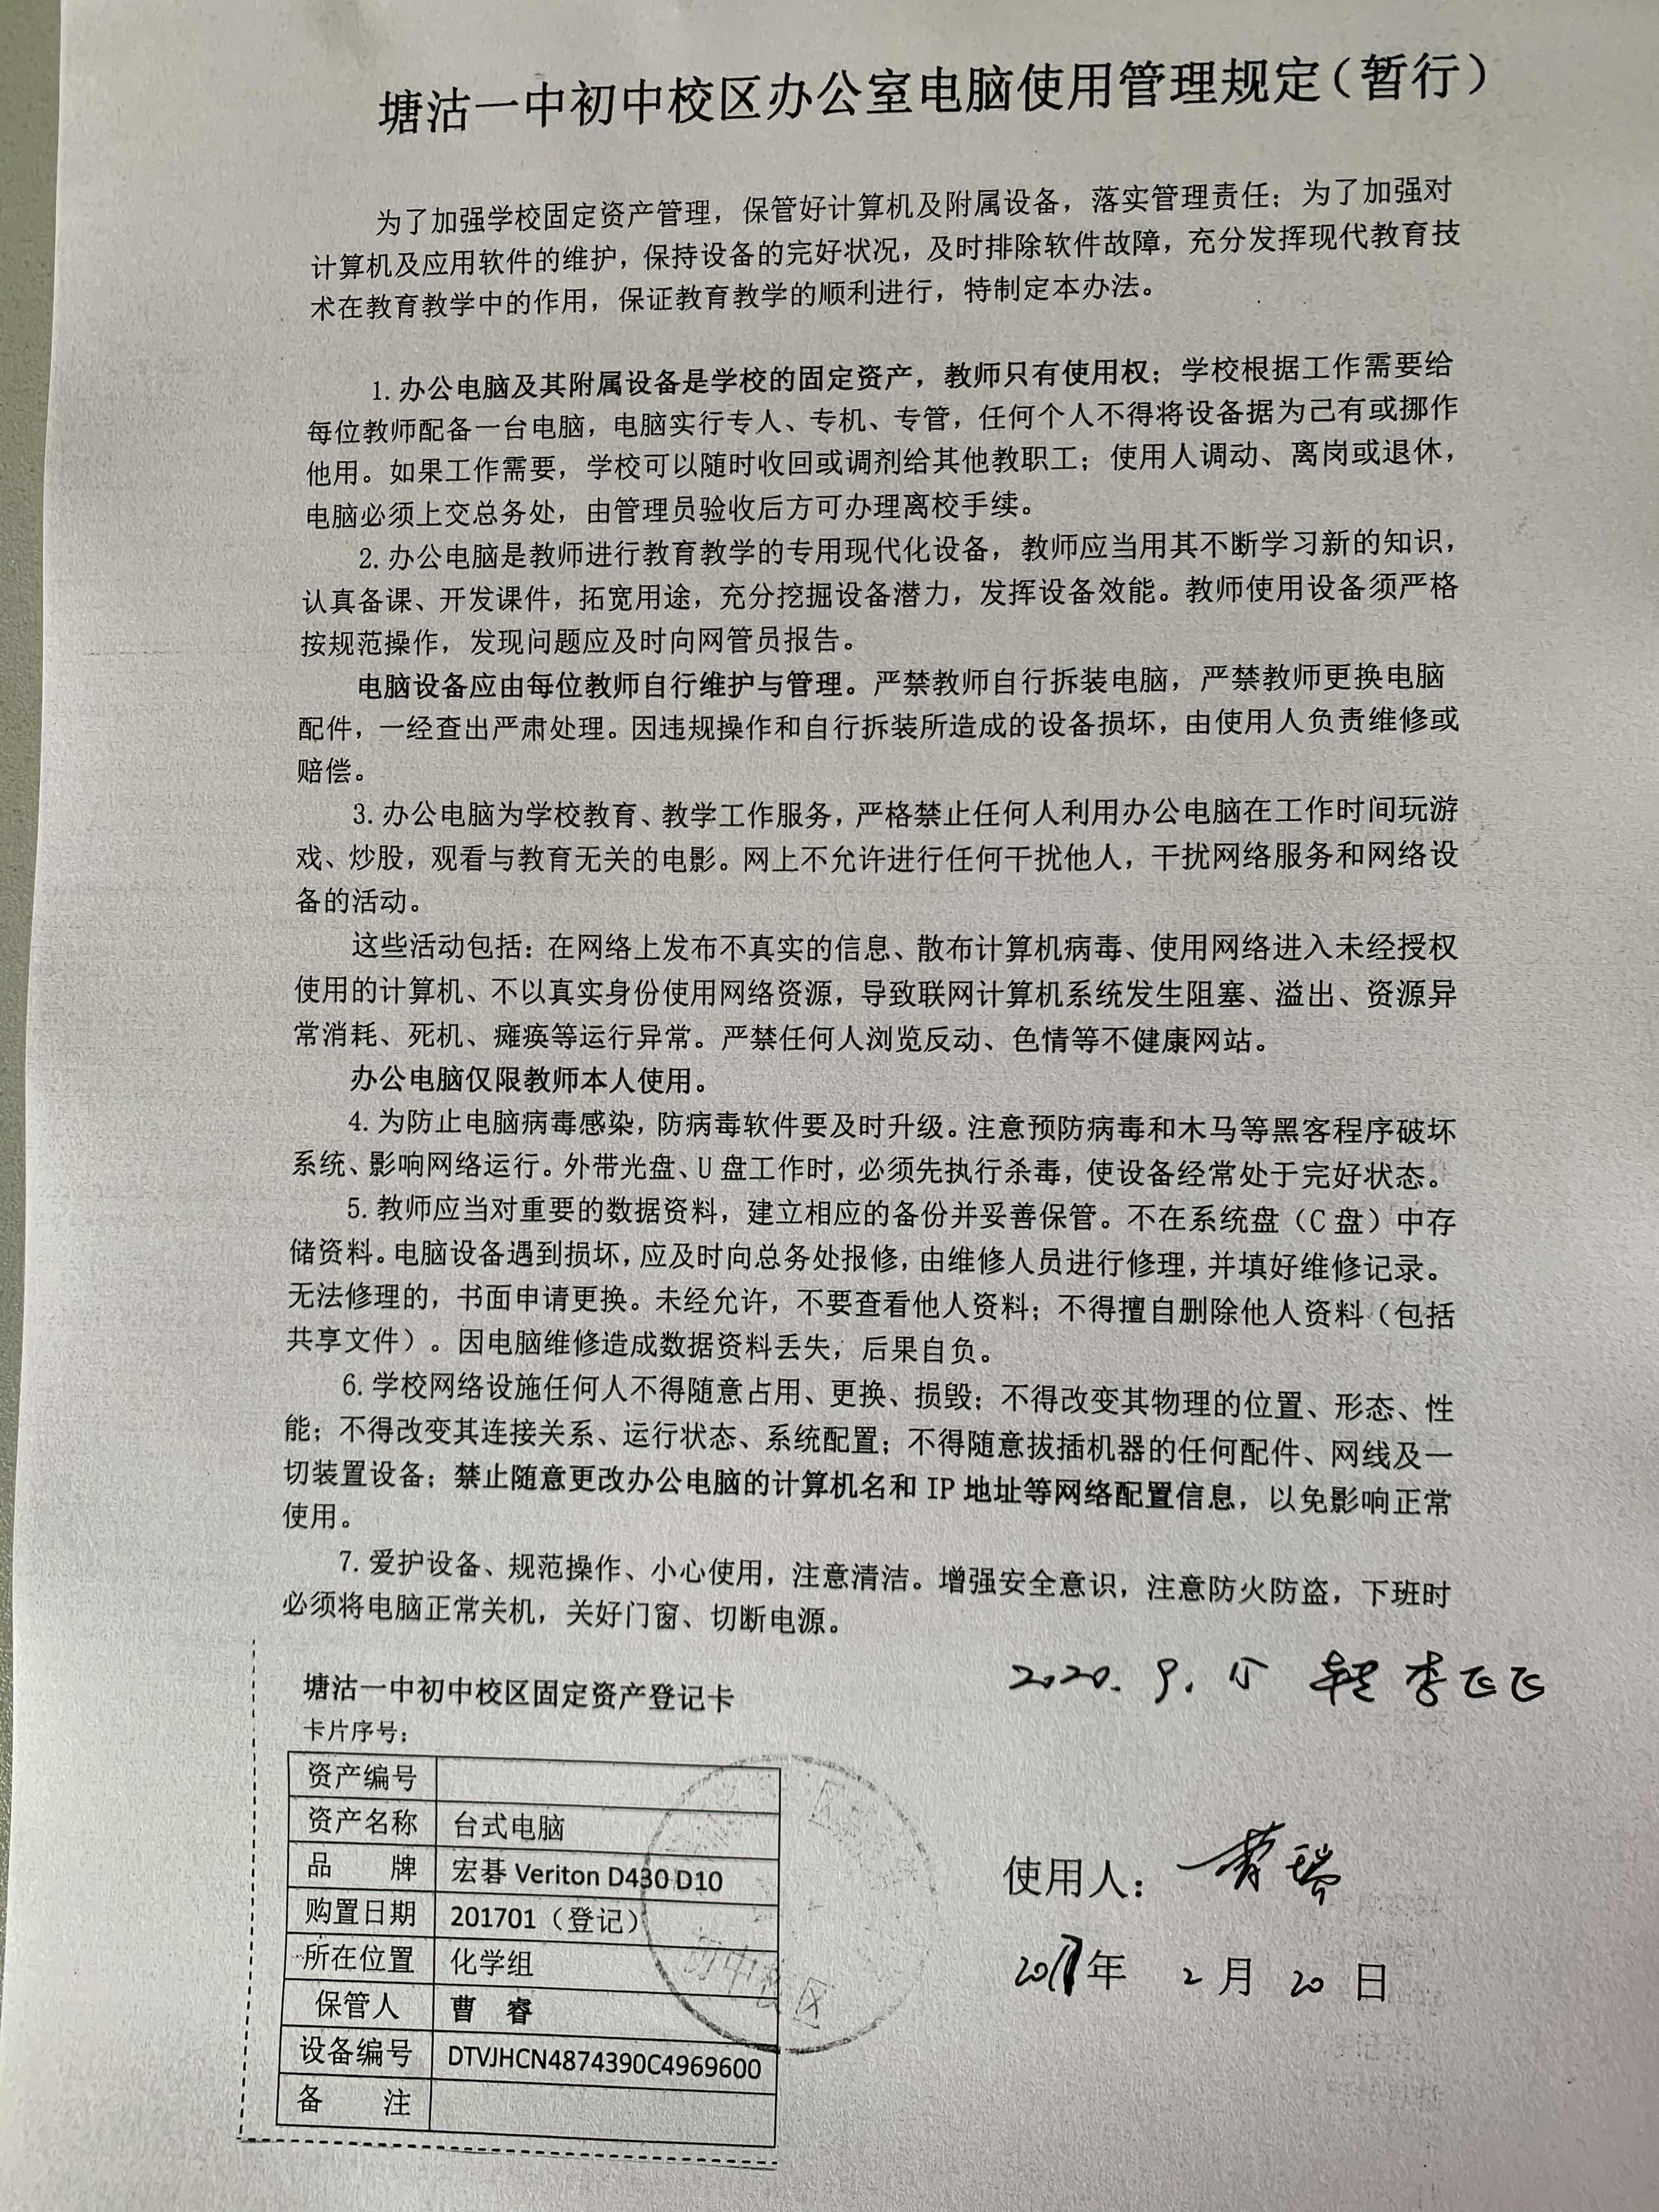 塘沽一中初中校区办公室电脑使用管理规定（暂行）
为了加强学校固定资产管理，保管好计算机及附属设备，落实管理责任；为了加强对
计算机及应用软件的维护，保持设备的完好状况，及时排除软件故障，充分发挥现代教育技
术在教育教学中的作用，保证教育教学的顺利进行，特制定本办法。
1.办公电脑及其附属设备是学校的固定资产，教师只有使用权；学校根据工作需要给
每位教师配备一台电脑，电脑实行专人、专机、专管，任何个人不得将设备据为己有或挪作
他用。如果工作需要，学校可以随时收回或调剂给其他教职工；使用人调动、离岗或退休，
电脑必须上交总务处，由管理员验收后方可办理离校手续。
2.办公电脑是教师进行教育教学的专用现代化设备，教师应当用其不断学习新的知识，
认真备课、开发课件，拓宽用途，充分挖掘设备潜力，发挥设备效能。教师使用设备须严格
按规范操作，发现问题应及时向网管员报告。
电脑设备应由每位教师自行维护与管理。严禁教师自行拆装电脑，严禁教师更换电脑
配件，一经查出严肃处理。因违规操作和自行拆装所造成的设备损坏，由使用人负责维修或
赔偿。
3.办公电脑为学校教育、教学工作服务，严格禁止任何人利用办公电脑在工作时间玩游
戏、炒股，观看与教育无关的电影。网上不允许进行任何干扰他人，干扰网络服务和网络设
备的活动。
这些活动包括：在网络上发布不真实的信息、散布计算机病毒、使用网络进入未经授权
使用的计算机、不以真实身份使用网络资源，导致联网计算机系统发生阻塞、溢出、资源异
常消耗、死机、瘫痪等运行异常。严禁任何人浏览反动、色情等不健康网站。
办公电脑仅限教师本人使用。
4.为防止电脑病毒感染，防病毒软件要及时升级。注意预防病毒和木马等黑客程序破坏
系统、影响网络运行。外带光盘、U盘工作时，必须先执行杀毒，使设备经常处于完好状态。
5.教师应当对重要的数据资料，建立相应的备份并妥善保管。不在系统盘（C盘）中存
储资料。电脑设备遇到损坏，应及时向总务处报修，由维修人员进行修理，并填好维修记录。
无法修理的，书面申请更换。未经允许，不要查看他人资料；不得擅自删除他人资料（包括
共享文件）。因电脑维修造成数据资料丢失，后果自负。
6.学校网络设施任何人不得随意占用、更换、损毁；不得改变其物理的位置、形态、性
能；不得改变其连接关系、运行状态、系统配置；不得随意拔插机器的任何配件、网线及一
切装置设备；禁止随意更改办公电脑的计算机名和IP地址等网络配置信息，以免影响正常
使用。
7.爱护设备、规范操作、小心使用，注意清洁。增强安全意识，注意防火防盗，下班时
必须将电脑正常关机，关好门窗、切断电源。
2020.9. 李飞飞
塘沽一中初中校区固定资产登记卡
卡片序号：
资产编号
资产名称 台式电脑
品 牌 宏碁 Veriton D430 D10
购置日期 201701（登记）
所在位置 化学组
保管人 曹 睿
设备编号 DTVJHCN4874390C4969600
备 注
初中校区
使用人：
2017年 2月 20日